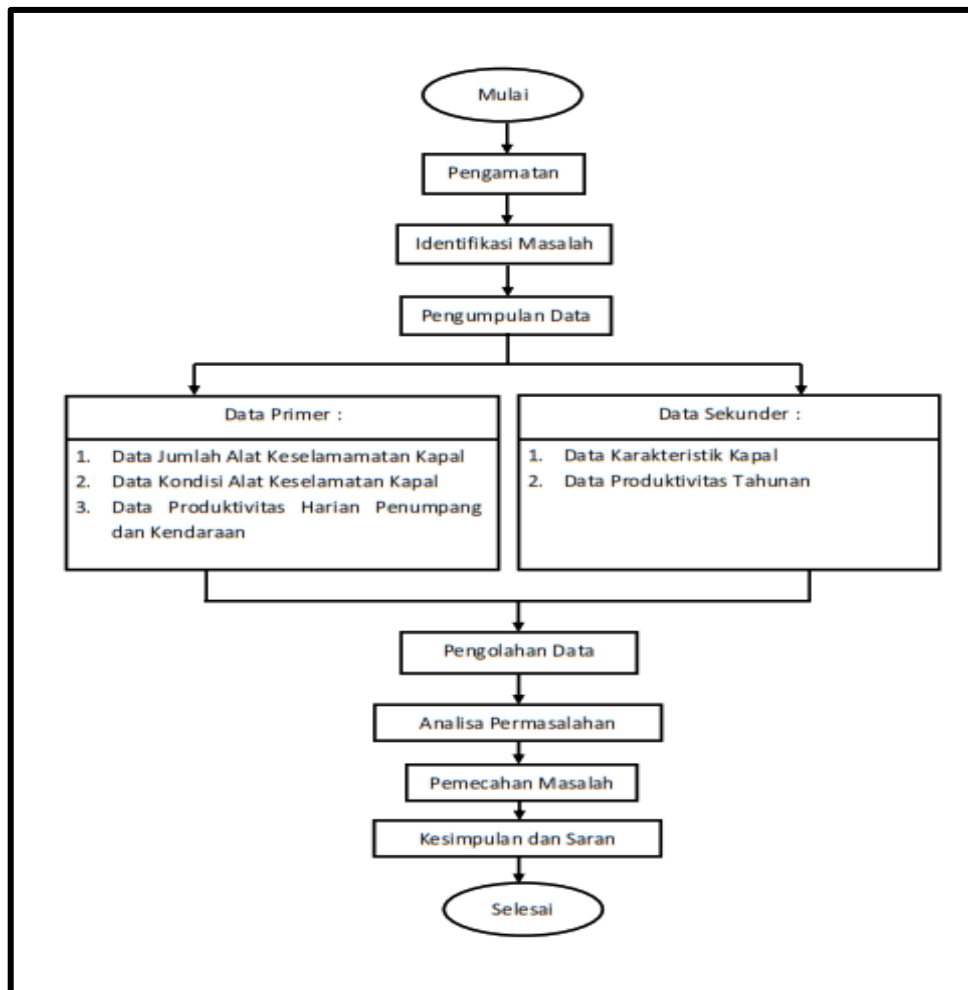 Mulai
Pengamatan
Identifikasi Masalah
Pengumpulan Data
Data Primer :
1. Data Jumlah Alat Keselamamatan Kapal
2. Data Kondisi Alat Keselamatan Kapal
3. Data Produktivitas Harian Penumpang
dan Kendaraan
Data Sekunder :
1. Data Karakteristik Kapal
2. Data Produktivitas Tahunan
Pengolahan Data
Analisa Permasalahan
Pemecahan Masalah
Kesimpulan dan Saran
Selesai